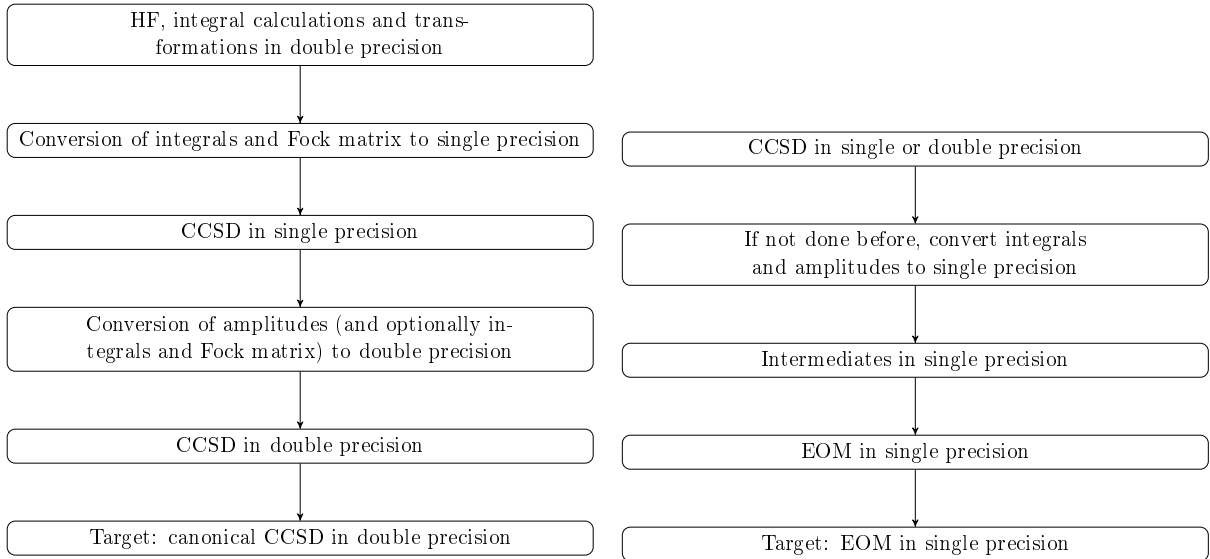 HF, integral calculations and trans-
formations in double precision
Conversion of integrals and Fock matrix to single precision
CCSD in single precision
Conversion of amplitudes (and optionally in-
tegrals and Fock matrix) to double precision
CCSD in double precision
Target: canonical CCSD in double precision
CCSD in single or double precision
If not done before, convert integrals
and amplitudes to single precision
Intermediates in single precision
EOM in single precision
Target: EOM in single precision